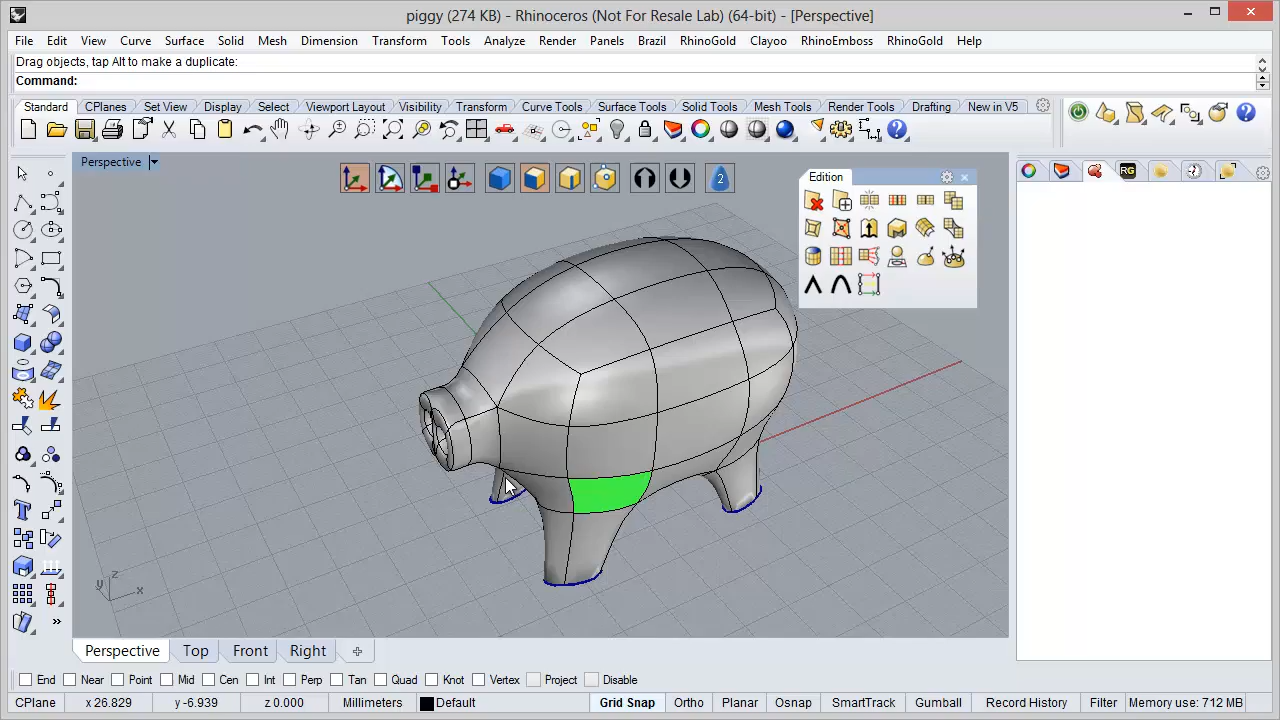 piggy (274 KB) - Rhinoceros (Not For Resale Lab) (64-bit) - [Perspective]
File Edit View Curve Surface Solid Mesh Dimension Transform Tools Analyze Render Panels Brazil RhinoGold Clayoo RhinoEmboss RhinoGold Help
Drag objects, tap Alt to make a duplicate:
Command:
Standard CPlanes Set View Display Select Viewport Layout Visibility Transform Curve Tools Surface Tools Solid Tools Mesh Tools Render Tools Drafting New in V5
Perspective
Edition
RG
2
z
y x
Perspective Top Front Right
End Near Point Mid Cen Int Perp Tan Quad Knot Vertex Project Disable
CPlane x 26.829 y -6.939 z 0.000 Millimeters Default Grid Snap Ortho Planar Osnap SmartTrack Gumball Record History Filter Memory use: 712 MB